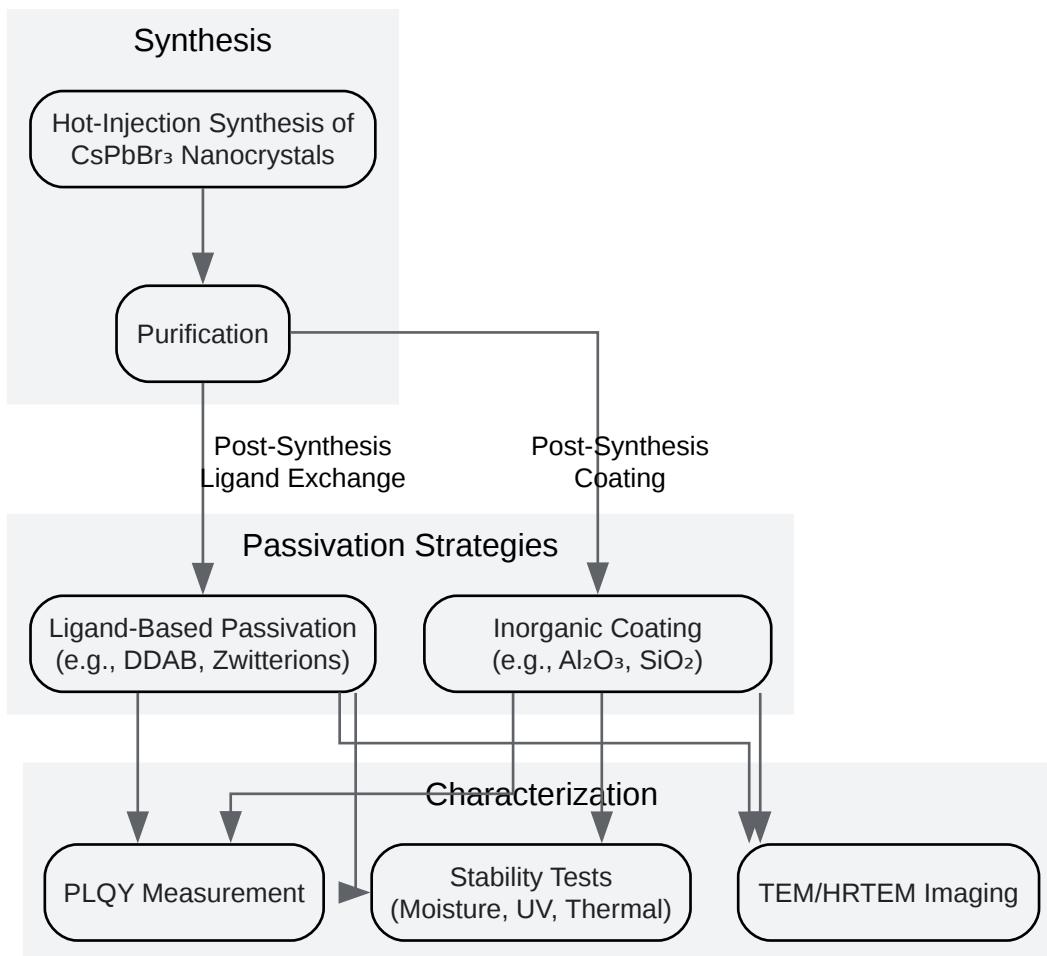 Synthesis
Hot-Injection Synthesis of
CsPbBr₃ Nanocrystals
Purification
Post-Synthesis
Ligand Exchange
Post-Synthesis
Coating
Passivation Strategies
Ligand-Based Passivation
(e.g., DDAB, Zwitterions)
Inorganic Coating
(e.g., Al₂O₃, SiO₂)
Characterization
PLQY Measurement
Stability Tests
(Moisture, UV, Thermal)
TEM/HRTEM Imaging